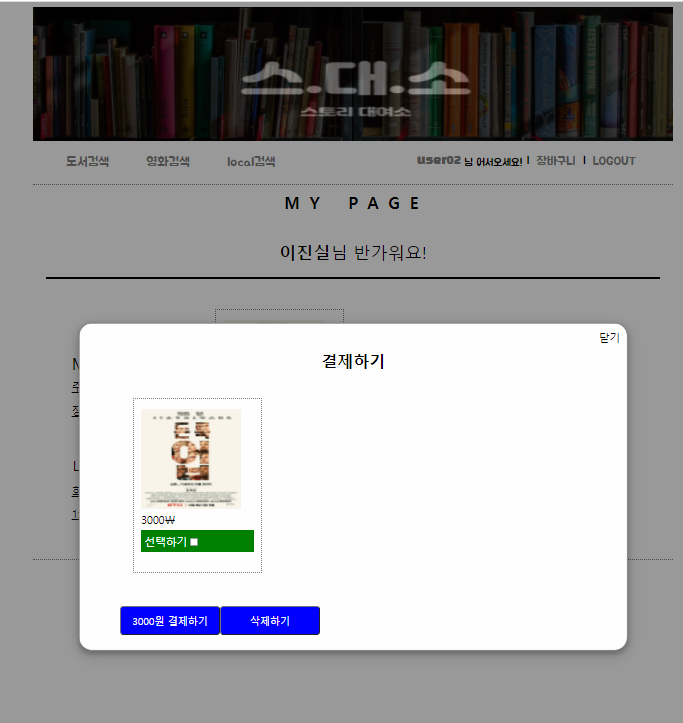 스.대.소
스토리 대여소
도서검색 영화검색 local검색 user02 님 어서오세요! | 장바구니 | LOGOUT
MY PAGE
이진실님 반가워요!
닫기
결제하기
3000₩
선택하기
3000원 결제하기 삭제하기